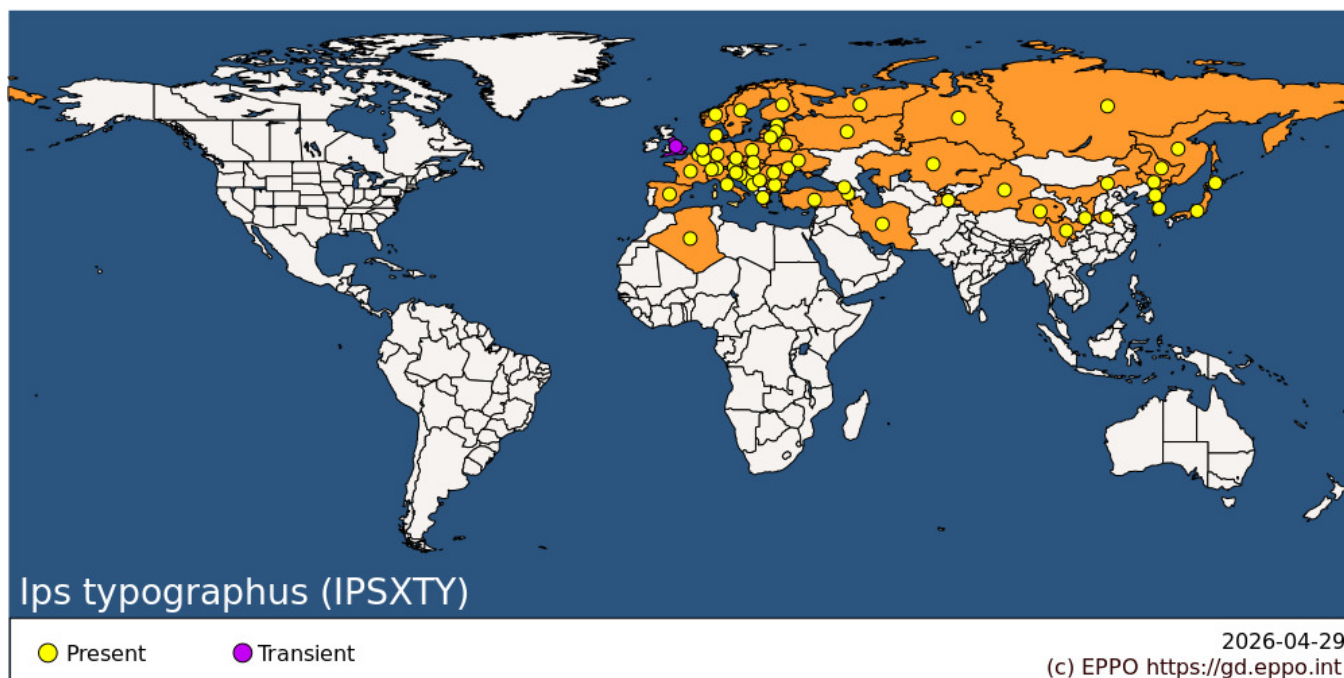 Ips typographus (IPSXTY)
Present
Transient
2026-04-29
(c) EPPO https://gd.eppo.int